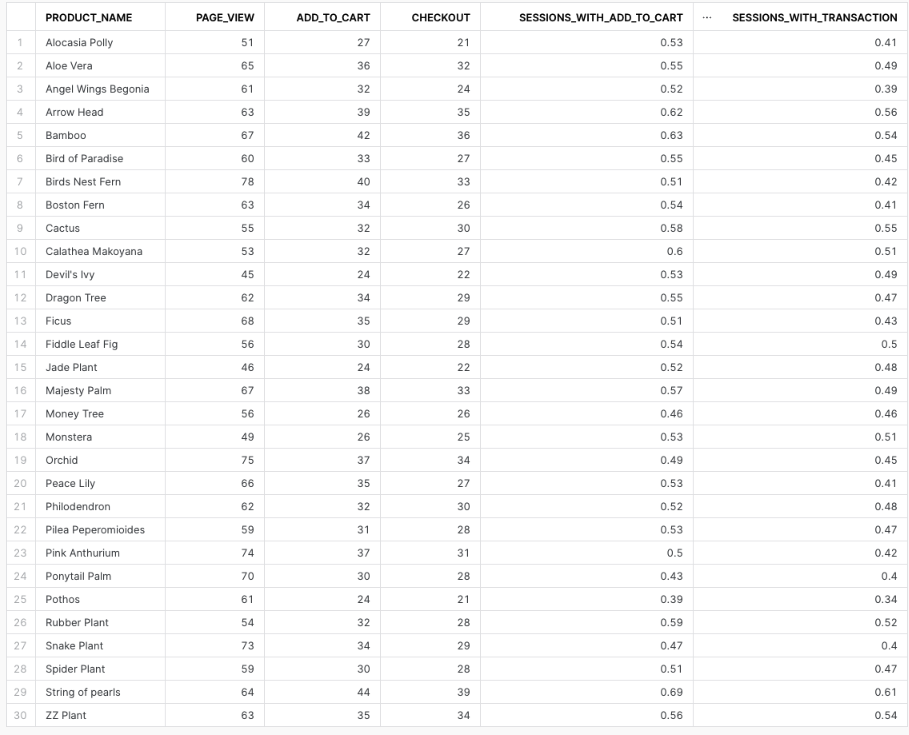 PRODUCT_NAME PAGE_VIEW ADD_TO_CART CHECKOUT SESSIONS_WITH_ADD_TO_CART ... SESSIONS_WITH_TRANSACTION
1 Alocasia Polly 51 27 21 0.53 0.41
2 Aloe Vera 65 36 32 0.55 0.49
3 Angel Wings Begonia 61 32 24 0.52 0.39
4 Arrow Head 63 39 35 0.62 0.56
5 Bamboo 67 42 36 0.63 0.54
6 Bird of Paradise 60 33 27 0.55 0.45
7 Birds Nest Fern 78 40 33 0.51 0.42
8 Boston Fern 63 34 26 0.54 0.41
9 Cactus 55 32 30 0.58 0.55
10 Calathea Makoyana 53 32 27 0.6 0.51
11 Devil's Ivy 45 24 22 0.53 0.49
12 Dragon Tree 62 34 29 0.55 0.47
13 Ficus 68 35 29 0.51 0.43
14 Fiddle Leaf Fig 56 30 28 0.54 0.5
15 Jade Plant 46 24 22 0.52 0.48
16 Majesty Palm 67 38 33 0.57 0.49
17 Money Tree 56 26 26 0.46 0.46
18 Monstera 49 26 25 0.53 0.51
19 Orchid 75 37 34 0.49 0.45
20 Peace Lily 66 35 27 0.53 0.41
21 Philodendron 62 32 30 0.52 0.48
22 Pilea Peperomioides 59 31 28 0.53 0.47
23 Pink Anthurium 74 37 31 0.5 0.42
24 Ponytail Palm 70 30 28 0.43 0.4
25 Pothos 61 24 21 0.39 0.34
26 Rubber Plant 54 32 28 0.59 0.52
27 Snake Plant 73 34 29 0.47 0.4
28 Spider Plant 59 30 28 0.51 0.47
29 String of pearls 64 44 39 0.69 0.61
30 ZZ Plant 63 35 34 0.56 0.54